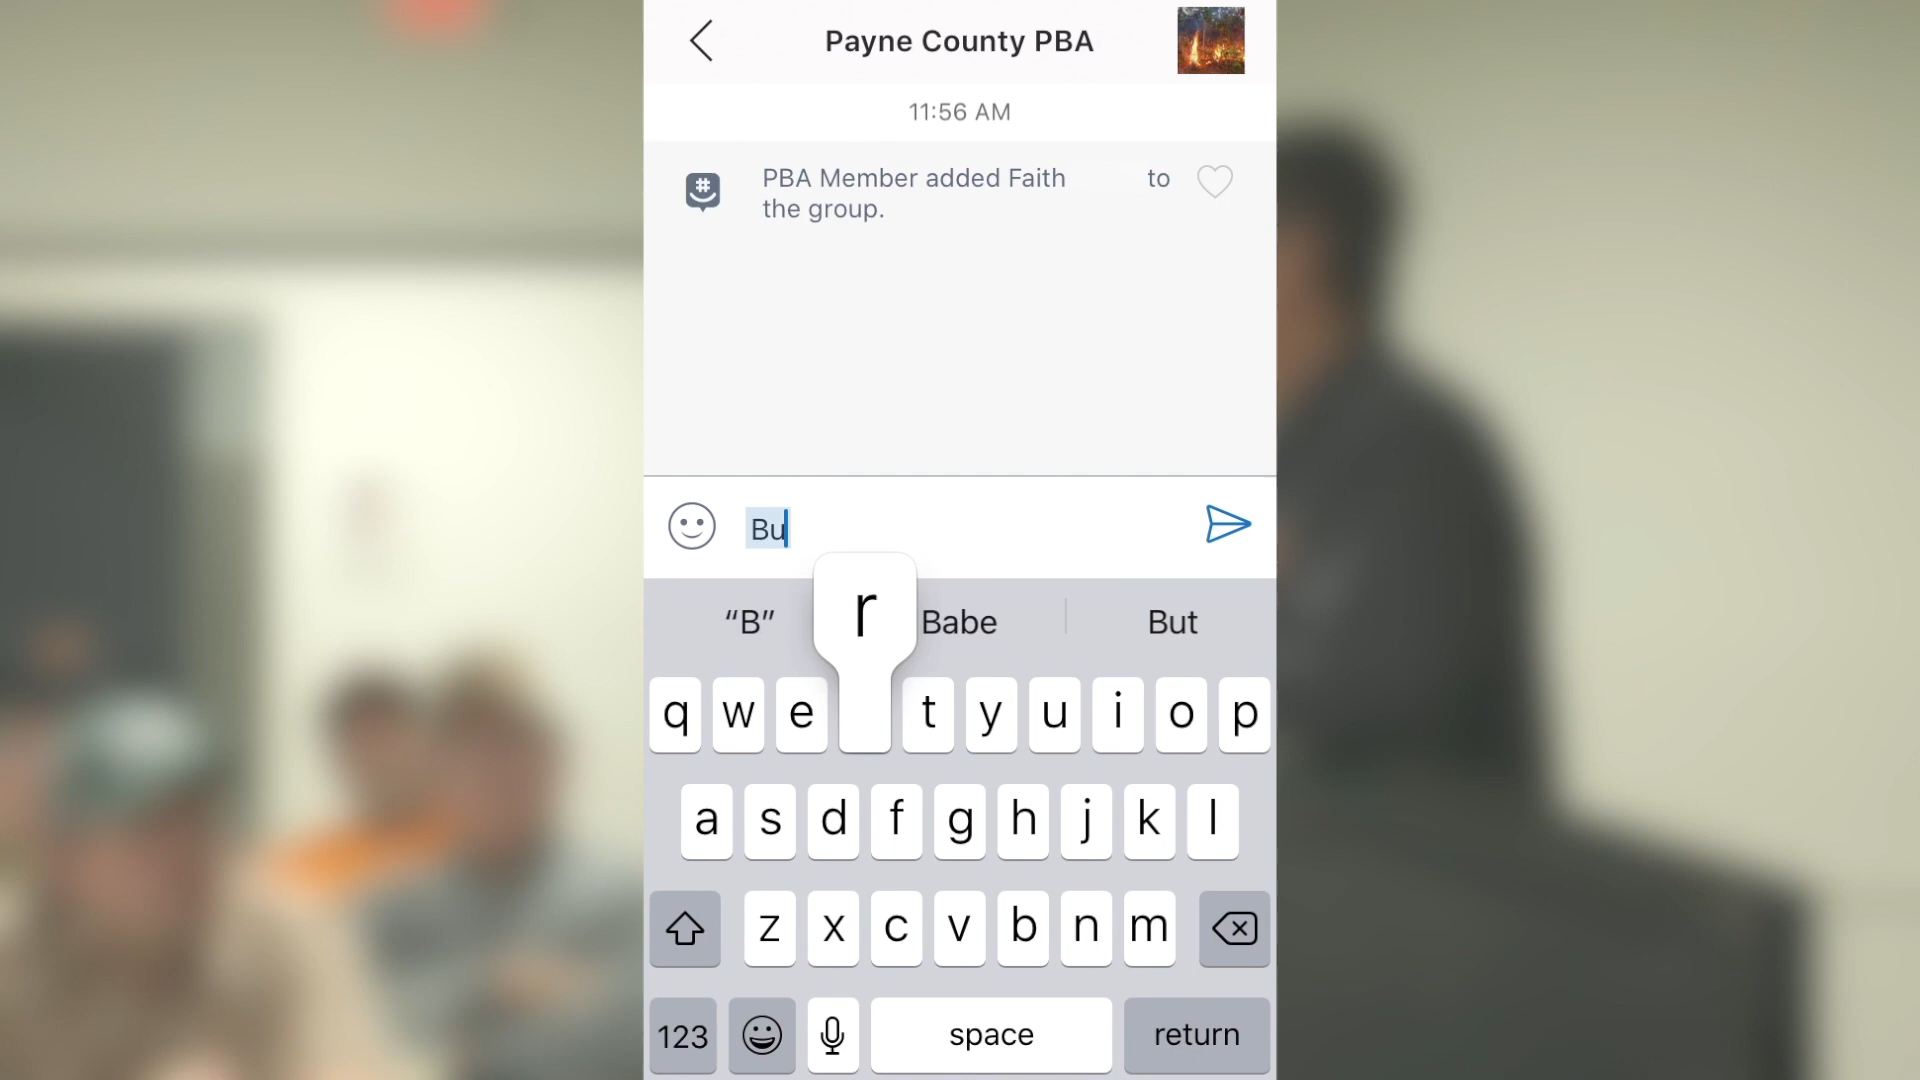 Payne County PBA
11:56 AM
PBA Member added Faith to
the group.
Bu
“B” Babe But
r
q w e t y u i o p
a s d f g h j k l
z x c v b n m
123 space return